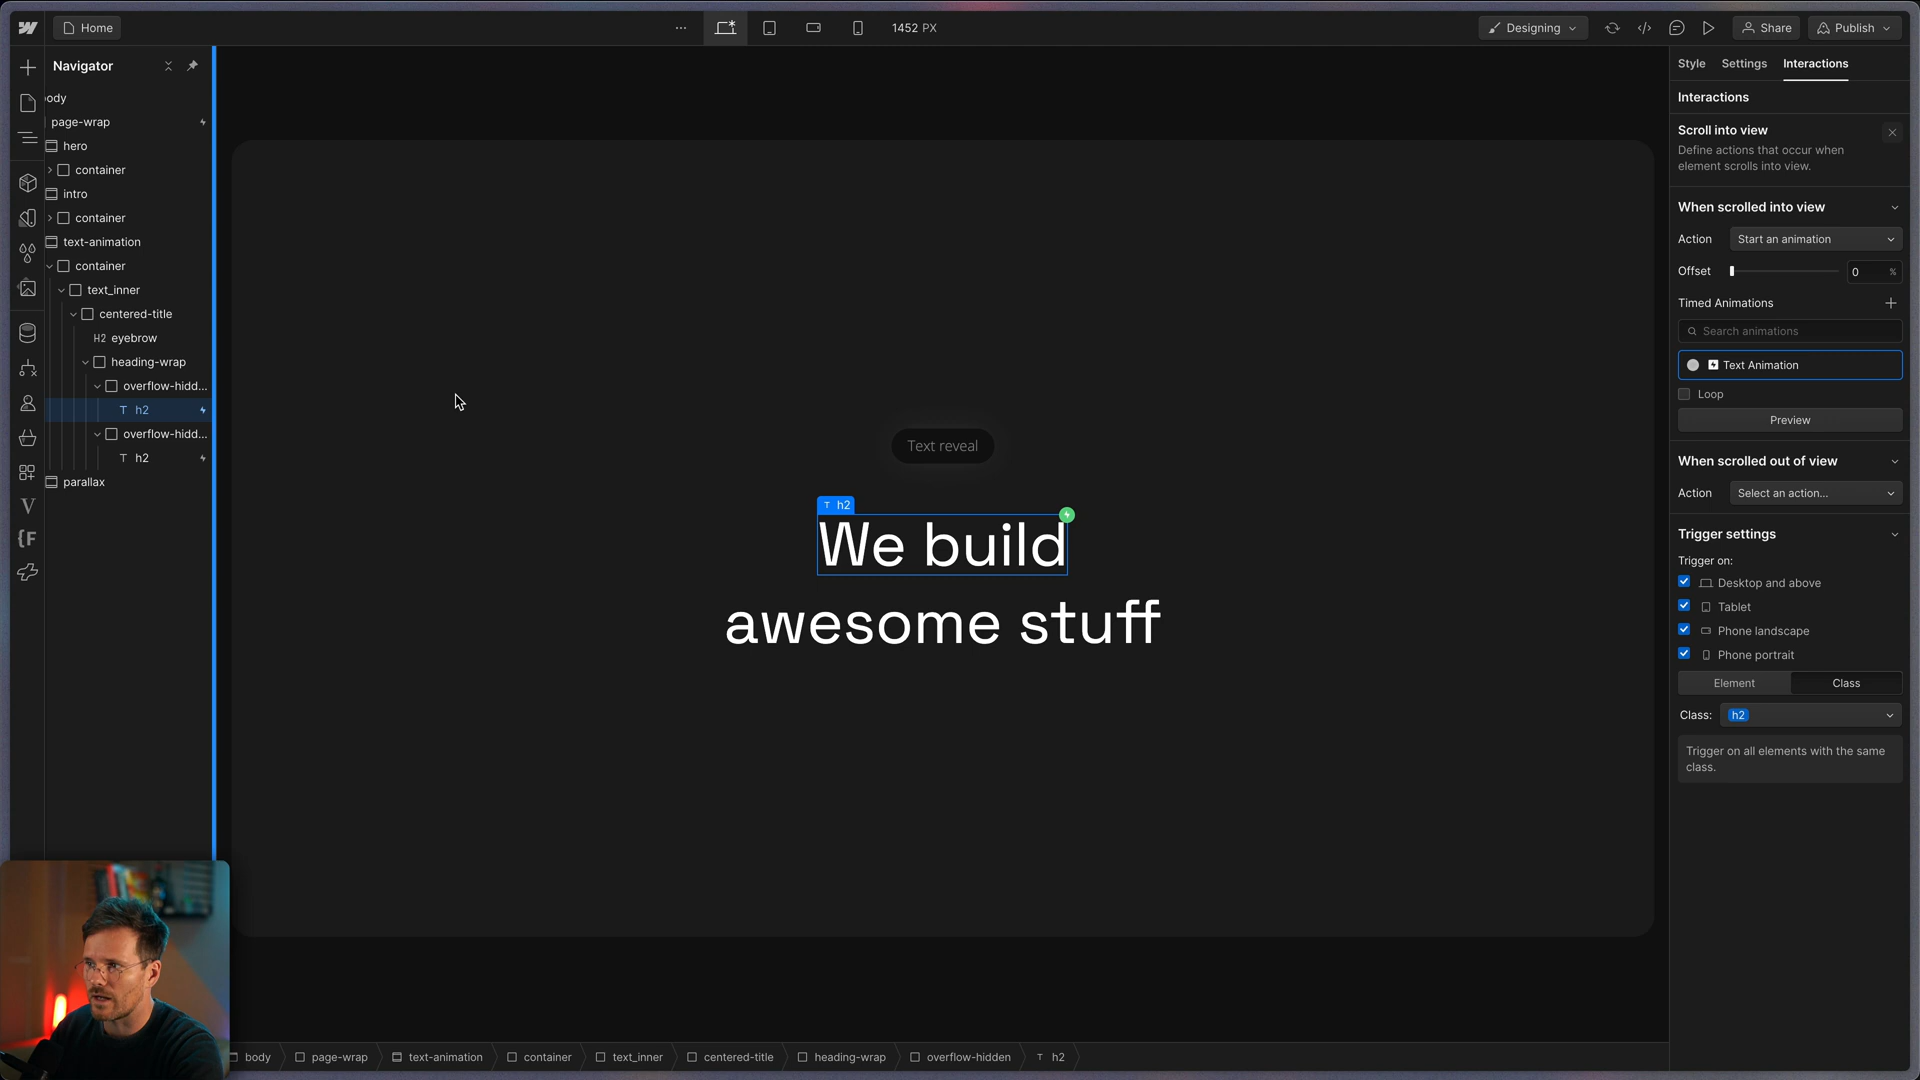 Home
1452 PX
Designing
Share
Publish
Navigator
body
page-wrap
hero
container
intro
container
text-animation
container
text_inner
centered-title
H2 eyebrow
heading-wrap
overflow-hidd...
T h2
overflow-hidd...
T h2
parallax
Text reveal
T h2
We build
awesome stuff
Style Settings Interactions
Interactions
Scroll into view
Define actions that occur when
element scrolls into view.
When scrolled into view
Action Start an animation
Offset 0 %
Timed Animations
Search animations
Text Animation
Loop
Preview
When scrolled out of view
Action Select an action...
Trigger settings
Trigger on:
Desktop and above
Tablet
Phone landscape
Phone portrait
Element Class
Class: h2
Trigger on all elements with the same
class.
body page-wrap text-animation container text_inner centered-title heading-wrap overflow-hidden T h2